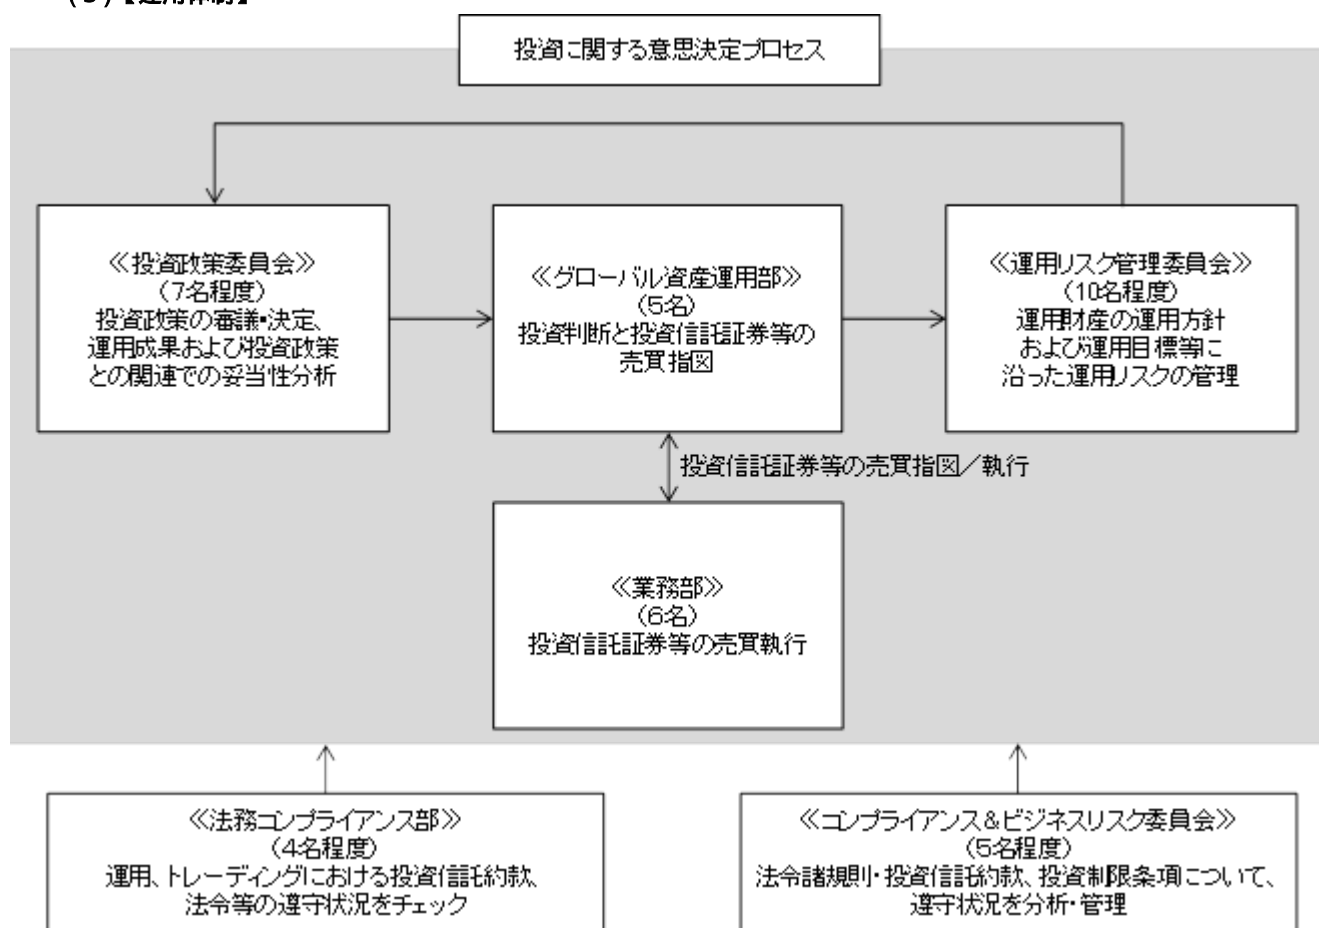 (3)【運用体制】
投資に関する意思決定プロセス
≪投資政策委員会≫
(7名程度)
投資政策の審議・決定、
運用成果および投資政策
との関連での妥当性分析
≪グローバル資産運用部≫
(5名)
投資判断と投資信託証券等の
売買指図
≪運用リスク管理委員会≫
(10名程度)
運用財産の運用方針
および運用目標等に
沿った運用リスクの管理
投資信託証券等の売買指図/執行
≪業務部≫
(6名)
投資信託証券等の売買執行
≪法務コンプライアンス部≫
(4名程度)
運用、トレーディングにおける投資信託約款、
法令等の遵守状況をチェック
≪コンプライアンス&ビジネスリスク委員会≫
(5名程度)
法令諸規則・投資信託約款、投資制限条項について、
遵守状況を分析・管理